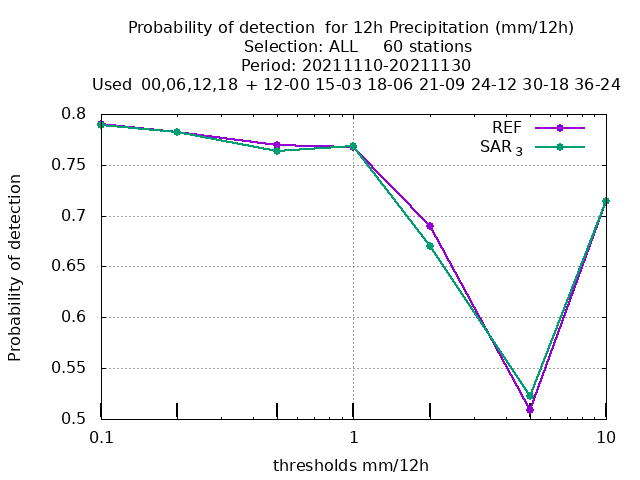 Probability of detection  for 12h Precipitation (mm/12h)
Selection: ALL     60 stations
Period: 20211110-20211130
Used  00,06,12,18  + 12-00 15-03 18-06 21-09 24-12 30-18 36-24
REF
SAR 3
0.8
0.75
0.7
0.65
0.6
0.55
0.5
Probability of detection
0.1
1
10
thresholds mm/12h